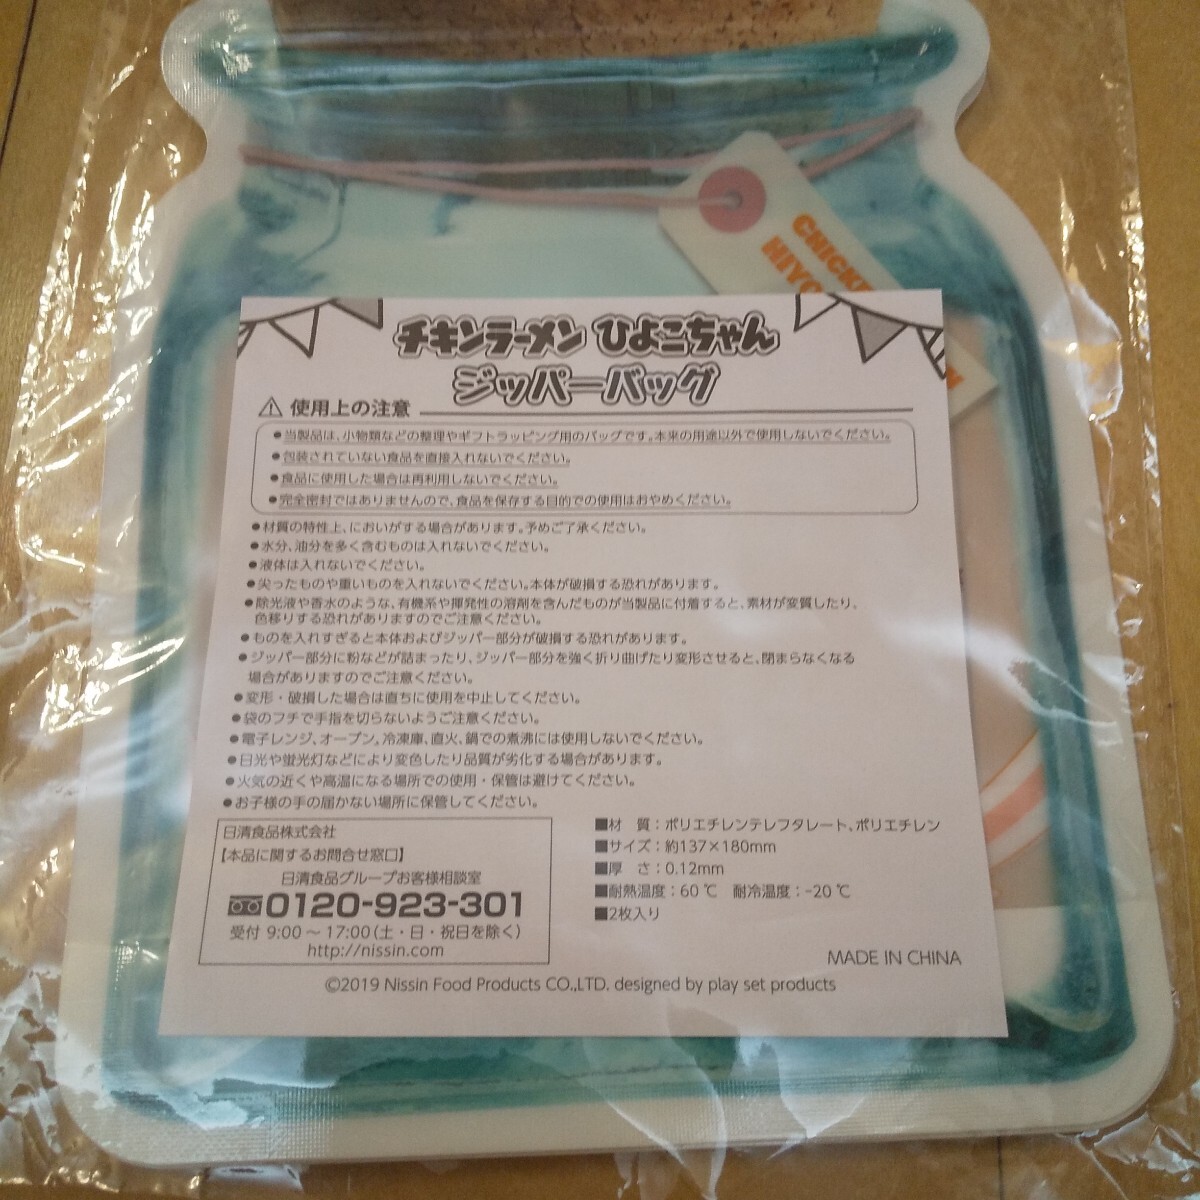 CHICKE
HIYO
チキンラーメン ひよこちゃん
ジッパーバッグ
使用上の注意
●当製品は、小物類などの整理やギフトラッピング用のバッグです。本来の用途以外で使用しないでください。
●包装されていない食品を直接入れないでください。
●食品に使用した場合は再利用しないでください。
●完全密封ではありませんので、食品を保存する目的での使用はおやめください。
●材質の特性上、においがする場合があります。予めご了承ください。
●水分、油分を多く含むものは入れないでください。
●液体は入れないでください。
●尖ったものや重いものを入れないでください。本体が破損する恐れがあります。
●除光液や香水のような、有機系や揮発性の溶剤を含んだものが当製品に付着すると、素材が変質したり、
色移りする恐れがありますのでご注意ください。
●ものを入れすぎると本体およびジッパー部分が破損する恐れがあります。
●ジッパー部分に粉などが詰まったり、ジッパー部分を強く折り曲げたり変形させると、閉まらなくなる
場合がありますのでご注意ください。
●変形・破損した場合は直ちに使用を中止してください。
●袋のフチで手指を切らないようご注意ください。
●電子レンジ、オーブン、冷凍庫、直火、鍋での煮沸には使用しないでください。
●日光や蛍光灯などにより変色したり品質が劣化する場合があります。
●火気の近くや高温になる場所での使用・保管は避けてください。
●お子様の手の届かない場所に保管してください。
日清食品株式会社
【本品に関するお問合せ窓口】
日清食品グループお客様相談室
0120-923-301
受付 9:00～17:00(土・日・祝日を除く)
http://nissin.com
■材　質：ポリエチレンテレフタレート、ポリエチレン
■サイズ：約137×180mm
■厚　さ：0.12mm
■耐熱温度：60℃　耐冷温度：-20℃
■2枚入り
MADE IN CHINA
©2019 Nissin Food Products CO.,LTD. designed by play set products